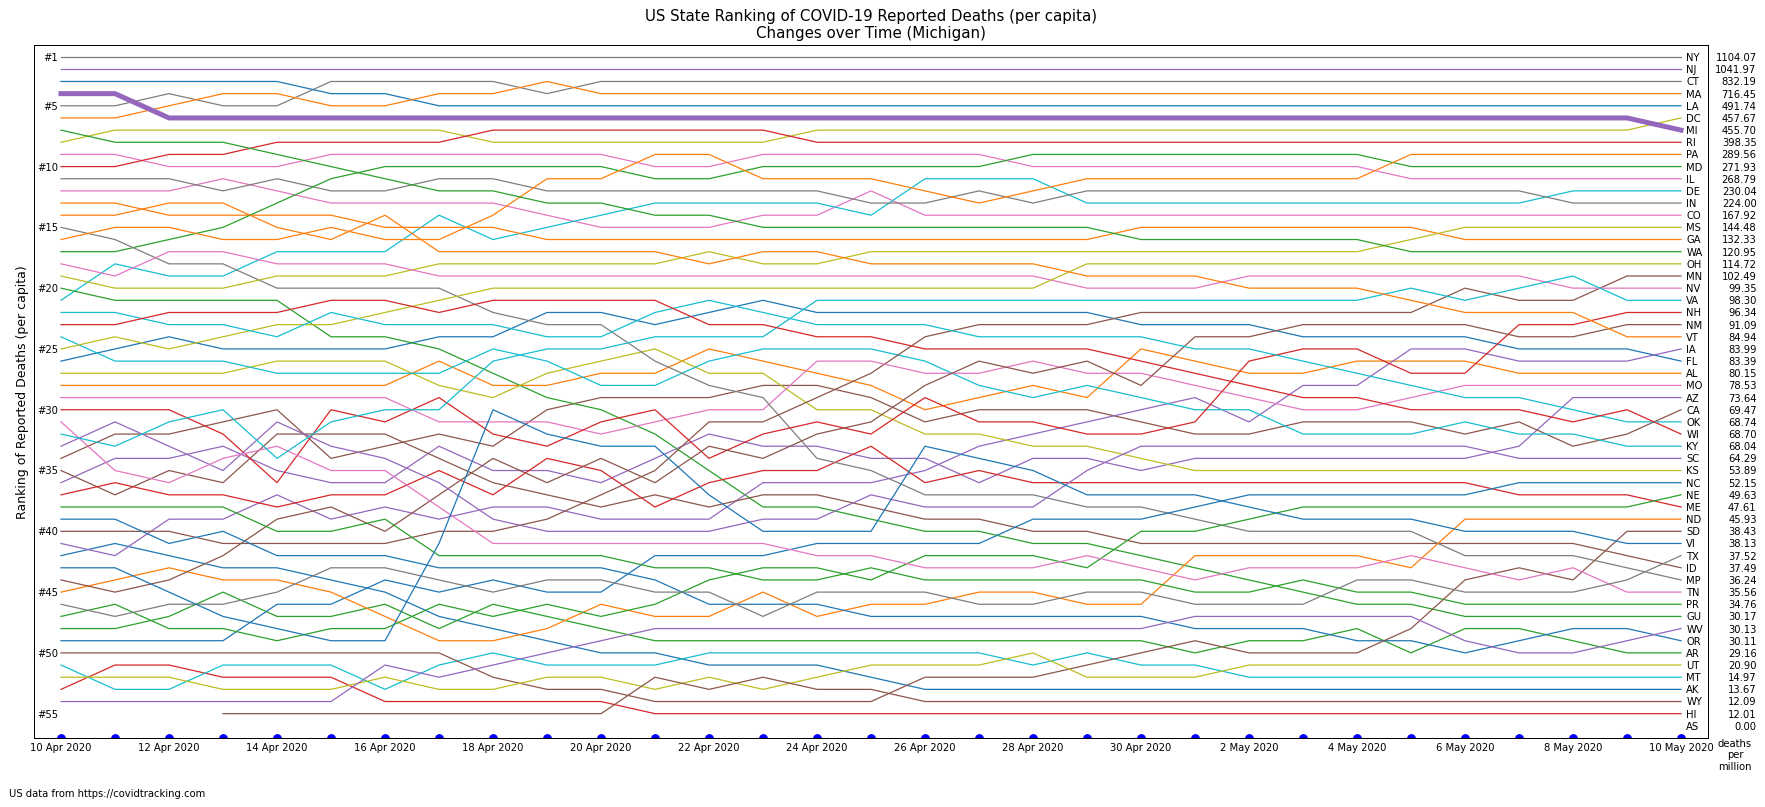 US State Ranking of COVID-19 Reported Deaths (per capita)
Changes over Time (Michigan)
Ranking of Reported Deaths (per capita)
#1
#5
#10
#15
#20
#25
#30
#35
#40
#45
#50
#55
NY 1104.07
NJ 1041.97
CT 832.19
MA 716.45
LA 491.74
DC 457.67
MI 455.70
RI 398.35
PA 289.56
MD 271.93
IL 268.79
DE 230.04
IN 224.00
CO 167.92
MS 144.48
GA 132.33
WA 120.95
OH 114.72
MN 102.49
NV 99.35
VA 98.30
NH 96.34
NM 91.09
VT 84.94
IA 83.99
FL 83.39
AL 80.15
MO 78.53
AZ 73.64
CA 69.47
OK 68.74
WI 68.70
KY 68.04
SC 64.29
KS 53.89
NC 52.15
NE 49.63
ME 47.61
ND 45.93
SD 38.43
VI 38.13
TX 37.52
ID 37.49
MP 36.24
TN 35.56
PR 34.76
GU 30.17
WV 30.13
OR 30.11
AR 29.16
UT 20.90
MT 14.97
AK 13.67
WY 12.09
HI 12.01
AS 0.00
10 Apr 2020 12 Apr 2020 14 Apr 2020 16 Apr 2020 18 Apr 2020 20 Apr 2020 22 Apr 2020 24 Apr 2020 26 Apr 2020 28 Apr 2020 30 Apr 2020 2 May 2020 4 May 2020 6 May 2020 8 May 2020 10 May 2020
deaths
per
million
US data from https://covidtracking.com